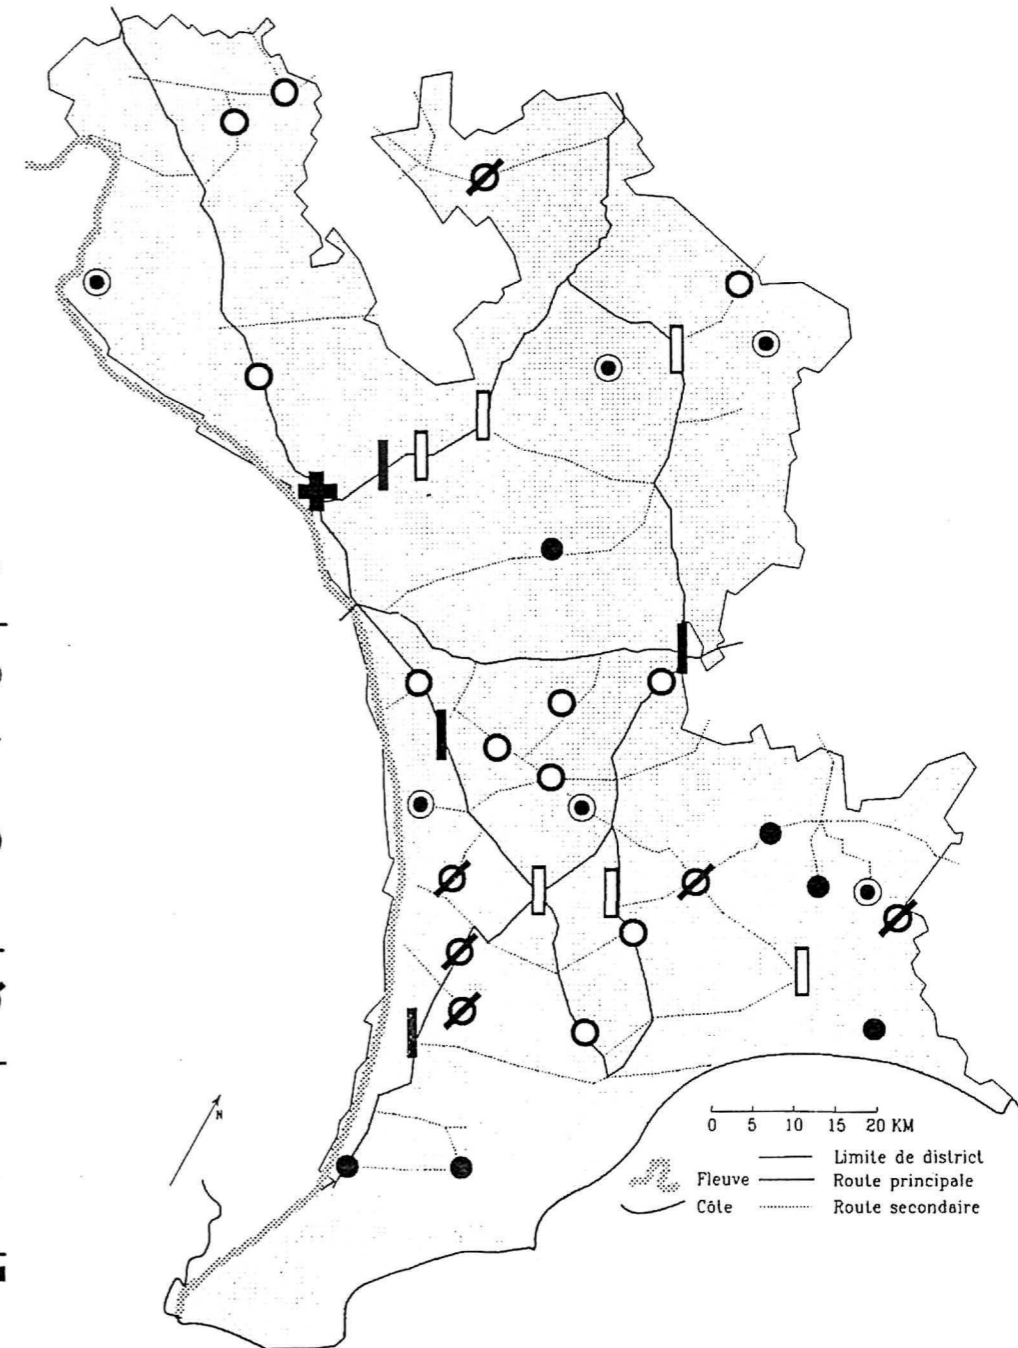 N
0 5 10 15 20 KM
Limite de district
Fleuve Route principale
Côte Route secondaire